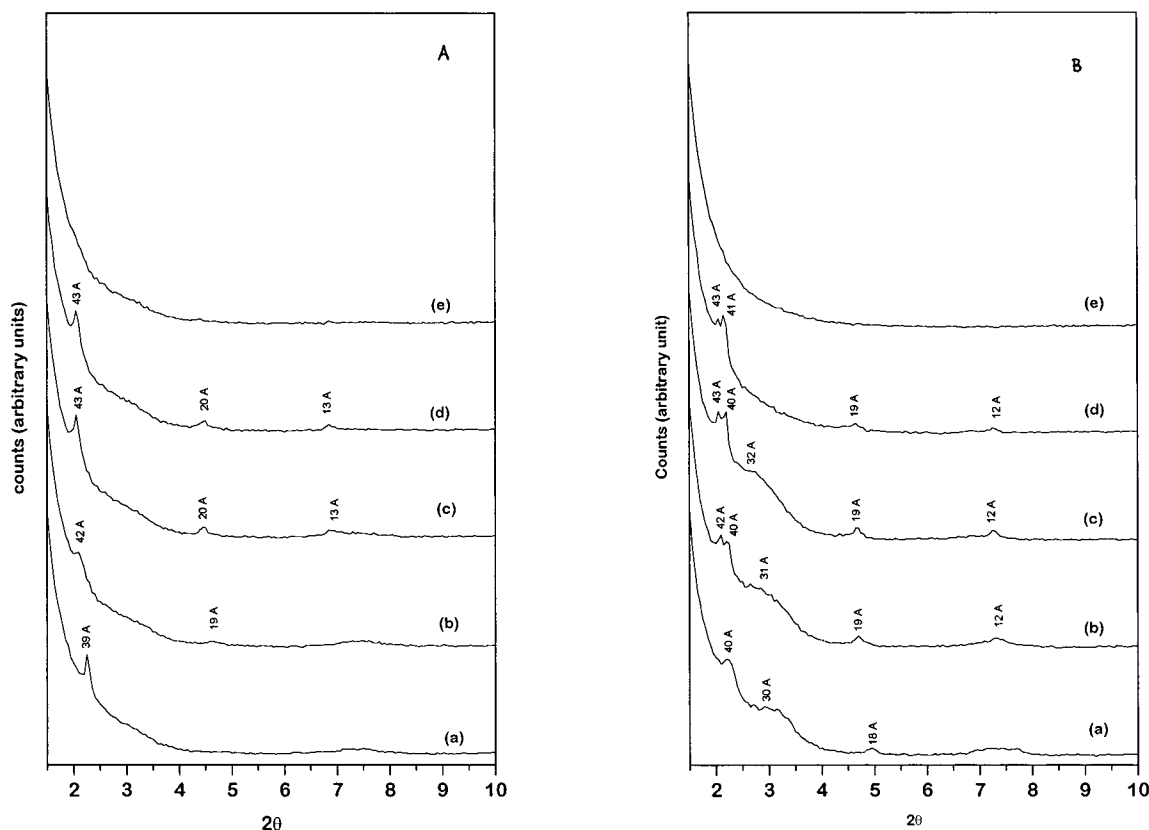 A
counts (arbitrary units)
(e)
43 A
(d)
20 A
13 A
43 A
(c)
20 A
13 A
42 A
(b)
19 A
39 A
(a)
2 3 4 5 6 7 8 9 10
2θ
B
Counts (arbitrary unit)
(e)
43 A
41 A
(d)
19 A
12 A
43 A
40 A
32 A
(c)
19 A
12 A
42 A
40 A
31 A
(b)
19 A
12 A
40 A
30 A
(a)
18 A
2 3 4 5 6 7 8 9 10
2θ